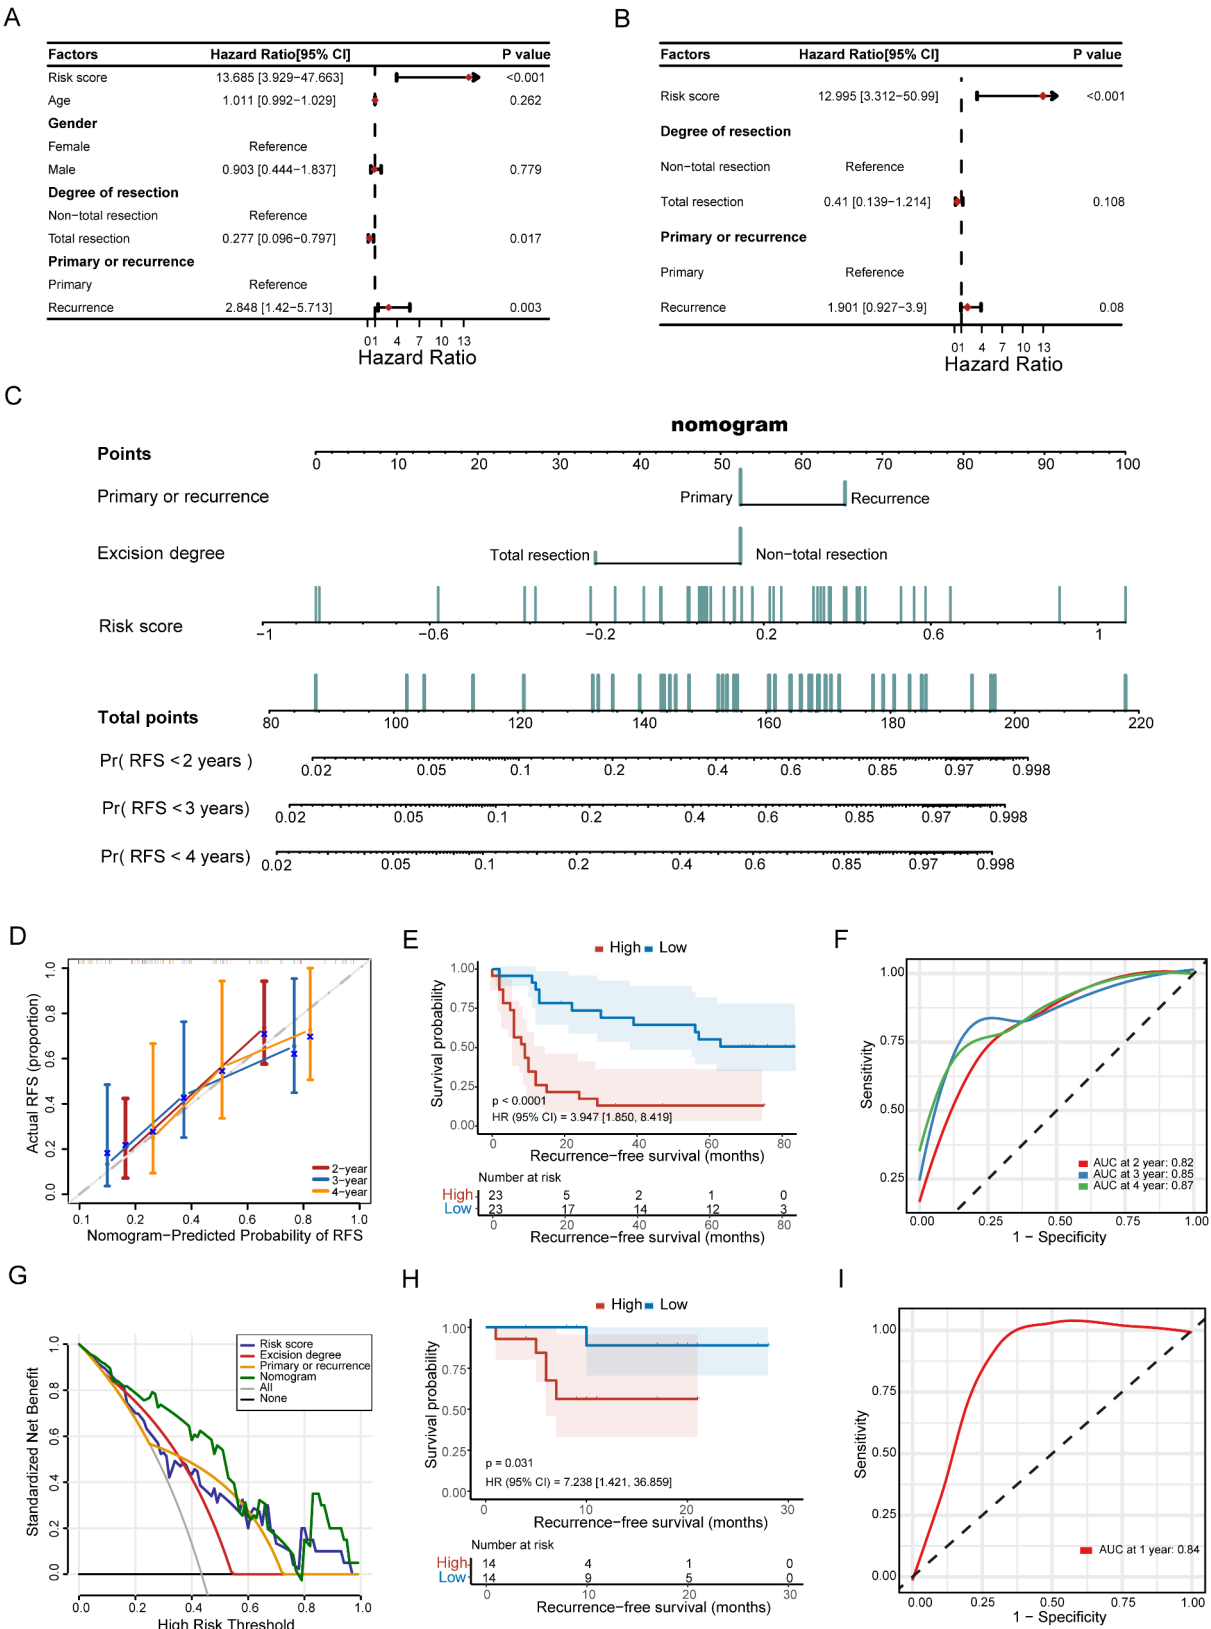 A
Factors Hazard Ratio[95% CI] P value
Risk score 13.685 [3.929−47.663] <0.001
Age 1.011 [0.992−1.029] 0.262
Gender
Female Reference
Male 0.903 [0.444−1.837] 0.779
Degree of resection
Non−total resection Reference
Total resection 0.277 [0.096−0.797] 0.017
Primary or recurrence
Primary Reference
Recurrence 2.848 [1.42−5.713] 0.003
0 1 4 7 10 13
Hazard Ratio
B
Factors Hazard Ratio[95% CI] P value
Risk score 12.995 [3.312−50.99] <0.001
Degree of resection
Non−total resection Reference
Total resection 0.41 [0.139−1.214] 0.108
Primary or recurrence
Primary Reference
Recurrence 1.901 [0.927−3.9] 0.08
0 1 4 7 10 13
Hazard Ratio
C
nomogram
Points
0 10 20 30 40 50 60 70 80 90 100
Primary or recurrence Primary Recurrence
Excision degree Total resection Non−total resection
Risk score
−1 −0.6 −0.2 0.2 0.6 1
Total points
80 100 120 140 160 180 200 220
Pr( RFS < 2 years )
0.02 0.05 0.1 0.2 0.4 0.6 0.85 0.97 0.998
Pr( RFS < 3 years)
0.02 0.05 0.1 0.2 0.4 0.6 0.85 0.97 0.998
Pr( RFS < 4 years)
0.02 0.05 0.1 0.2 0.4 0.6 0.85 0.97 0.998
D
Actual RFS (proportion)
1.0
0.8
0.6
0.4
0.2
0.0
2−year
3−year
4−year
0.1 0.2 0.4 0.6 0.8 1.0
Nomogram−Predicted Probability of RFS
E
High Low
Survival probability
1.00
0.75
0.50
0.25
0.00
p < 0.0001
HR (95% CI) = 3.947 [1.850, 8.419]
0 20 40 60 80
Recurrence−free survival (months)
Number at risk
High 23 5 2 1 0
Low 23 17 14 12 3
0 20 40 60 80
Recurrence−free survival (months)
F
Sensitivity
1.00
0.75
0.50
0.25
AUC at 2 year: 0.82
AUC at 3 year: 0.85
AUC at 4 year: 0.87
0.00 0.25 0.50 0.75 1.00
1 − Specificity
G
Standardized Net Benefit
1.0
0.8
0.6
0.4
0.2
0.0
Risk score
Excision degree
Primary or recurrence
Nomogram
All
None
0.0 0.2 0.4 0.6 0.8 1.0
High Risk Threshold
H
High Low
Survival probability
1.00
0.75
0.50
0.25
0.00
p = 0.031
HR (95% CI) = 7.238 [1.421, 36.859]
0 10 20 30
Recurrence−free survival (months)
Number at risk
High 14 4 1 0
Low 14 9 5 0
0 10 20 30
Recurrence−free survival (months)
I
Sensitivity
1.00
0.75
0.50
0.25
0.00
AUC at 1 year: 0.84
0.00 0.25 0.50 0.75 1.00
1 − Specificity